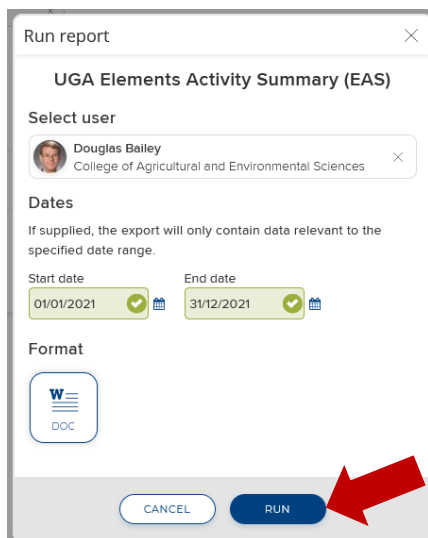 Run report
UGA Elements Activity Summary (EAS)
Select user
Douglas Bailey
College of Agricultural and Environmental Sciences
Dates
If supplied, the export will only contain data relevant to the
specified date range.
Start date End date
01/01/2021 31/12/2021
Format
W
DOC
CANCEL RUN